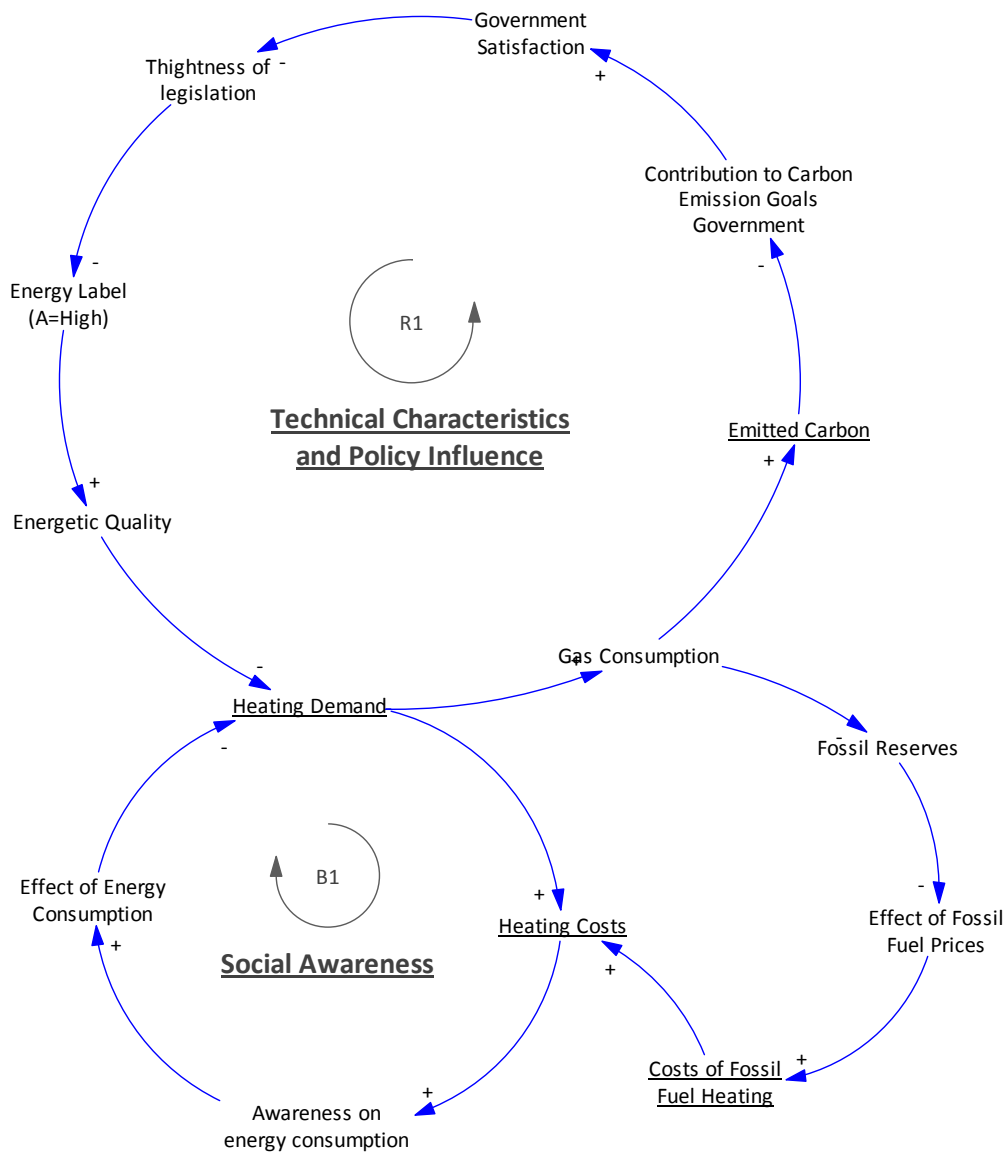 Government
Satisfaction
-
+
Thightness of
legislation
Contribution to Carbon
Emission Goals
Government
-
-
Energy Label
(A=High)
R1
Technical Characteristics
and Policy Influence
Emitted Carbon
+
+
Energetic Quality
-
Gas Consumption
+
Heating Demand
-
-
Fossil Reserves
B1
Effect of Energy
Consumption
+
-
+
Heating Costs
Effect of Fossil
Fuel Prices
Social Awareness
+
+
Costs of Fossil
Fuel Heating
+
Awareness on
energy consumption